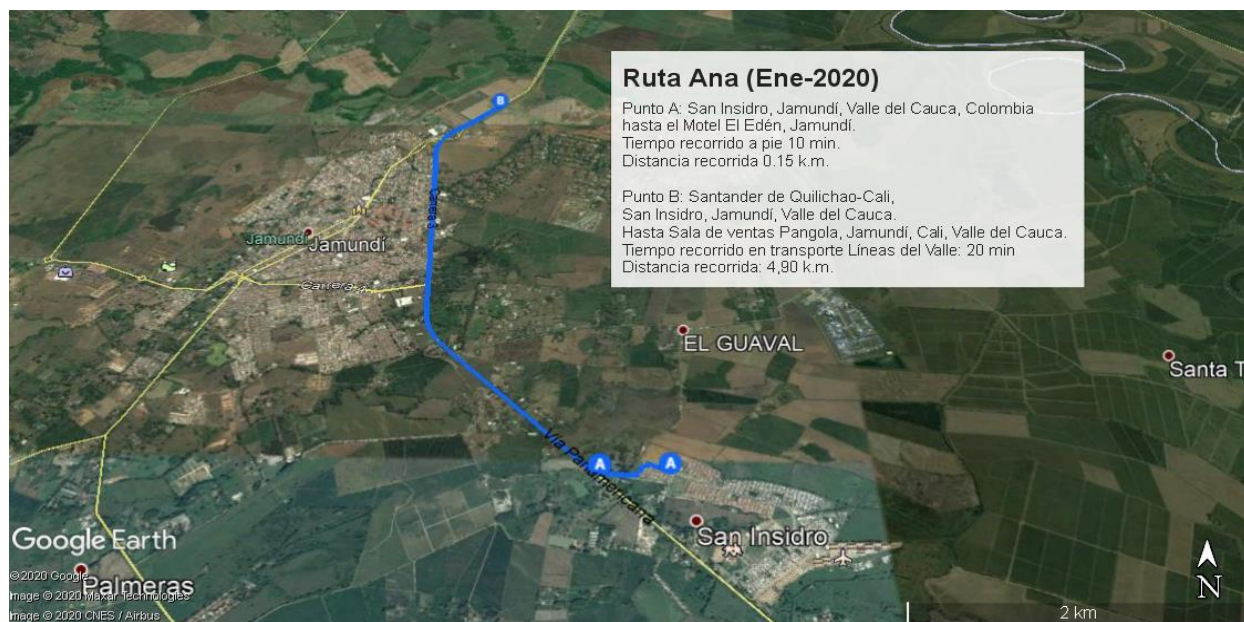 Ruta Ana (Ene-2020)
Punto A: San Insidro, Jamundí, Valle del Cauca, Colombia
hasta el Motel El Edén, Jamundí.
Tiempo recorrido a pie 10 min.
Distancia recorrida 0.15 k.m.
Punto B: Santander de Quilichao-Cali,
San Insidro, Jamundí, Valle del Cauca.
Hasta Sala de ventas Pangola, Jamundí, Cali, Valle del Cauca.
Tiempo recorrido en transporte Líneas del Valle: 20 min
Distancia recorrida: 4,90 k.m.
B
Jamundí
Jamundí
Carrera 4
EL GUAVAL
Santa T
Vía Panamericana
A
A
San Insidro
Google Earth
© 2020 Google
Palmeras
Image © 2020 Maxar Technologies
Image © 2020 CNES / Airbus
N
2 km